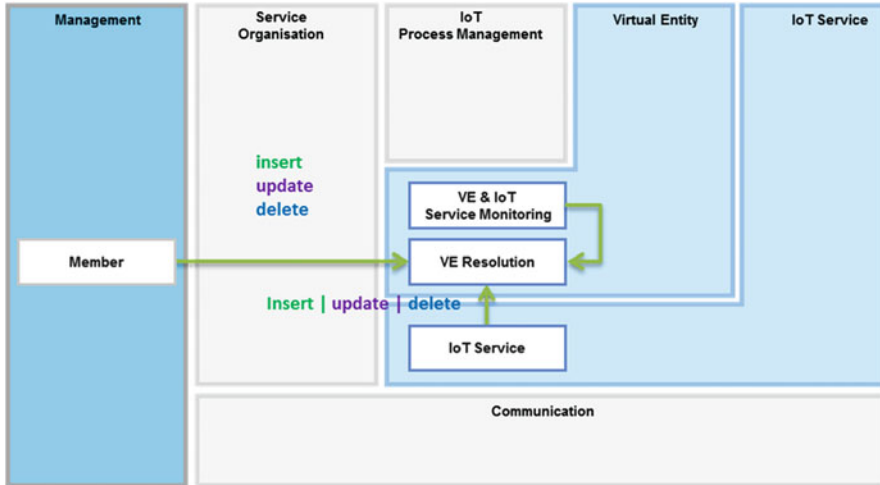 Management
Service
Organisation
IoT
Process Management
Virtual Entity
IoT Service
insert
update
delete
VE & IoT
Service Monitoring
Member
VE Resolution
Insert | update | delete
IoT Service
Communication